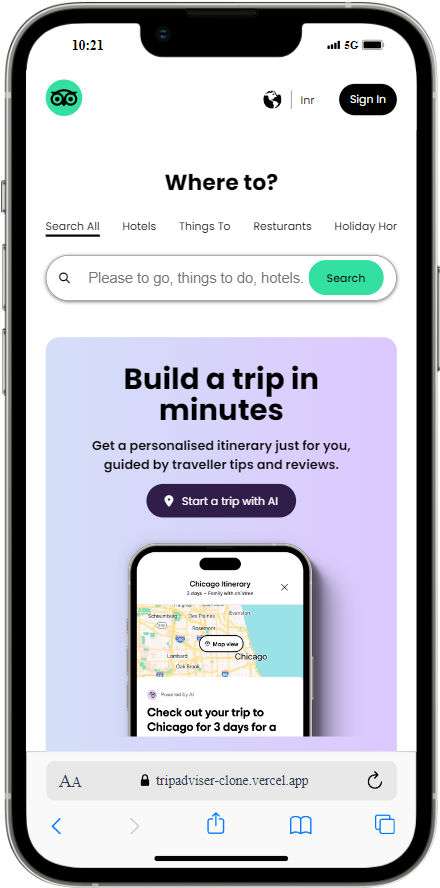 10:21
5G
Inr
Sign In
Where to?
Search All Hotels Things To Resturants Holiday Hor
Please to go, things to do, hotels.
Search
Build a trip in
minutes
Get a personalised itinerary just for you,
guided by traveller tips and reviews.
Start a trip with AI
Chicago Itinerary
3 days • Family with children
Schaumburg Des Plaines Evanston
Rosemont
Map view
Lombard
Chicago
Oak Brook
Powered by AI
Check out your trip to
Chicago for 3 days for a
AA tripadviser-clone.vercel.app